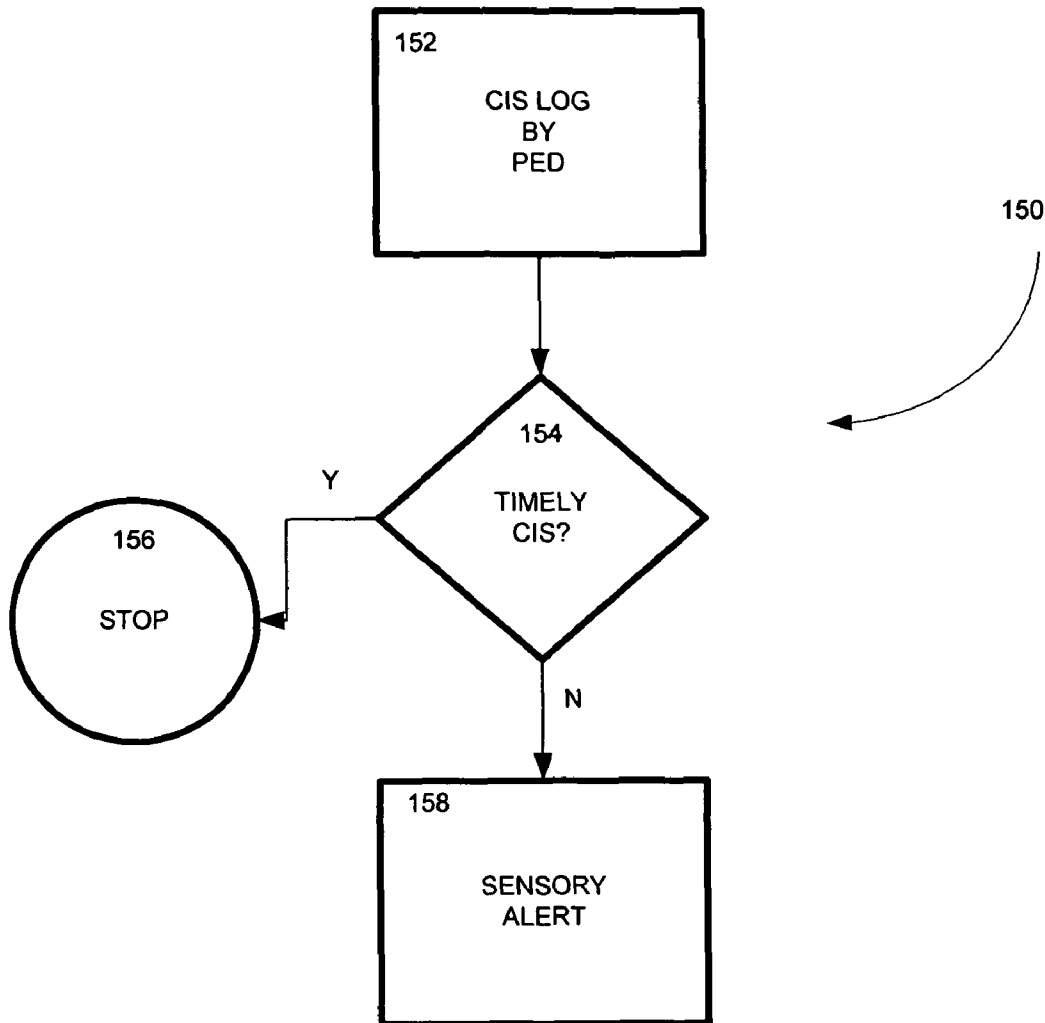 152
CIS LOG
BY
PED
150
154
TIMELY
CIS?
Y
156
STOP
N
158
SENSORY
ALERT